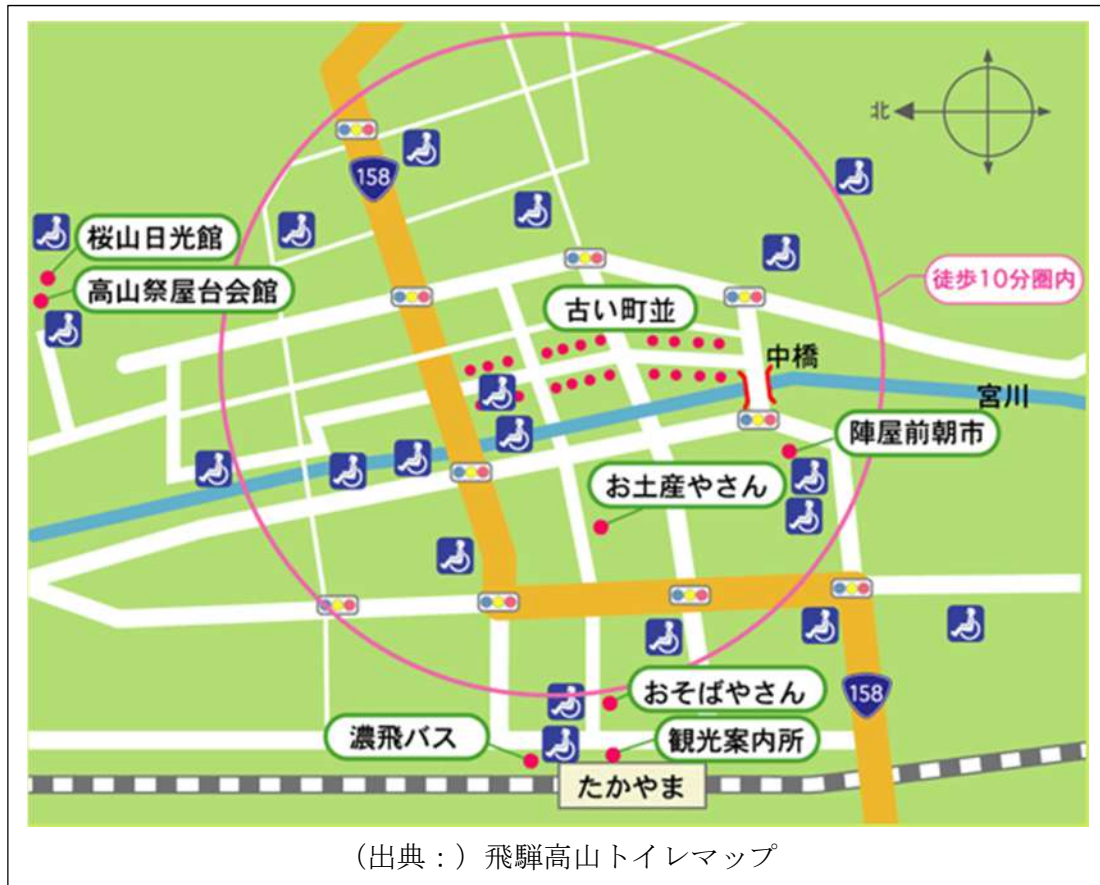 北
158
桜山日光館
高山祭屋台会館
徒歩10分圏内
古い町並
中橋
宮川
陣屋前朝市
お土産やさん
おそばやさん
158
濃飛バス
観光案内所
たかやま
(出典:)飛騨高山トイレマップ